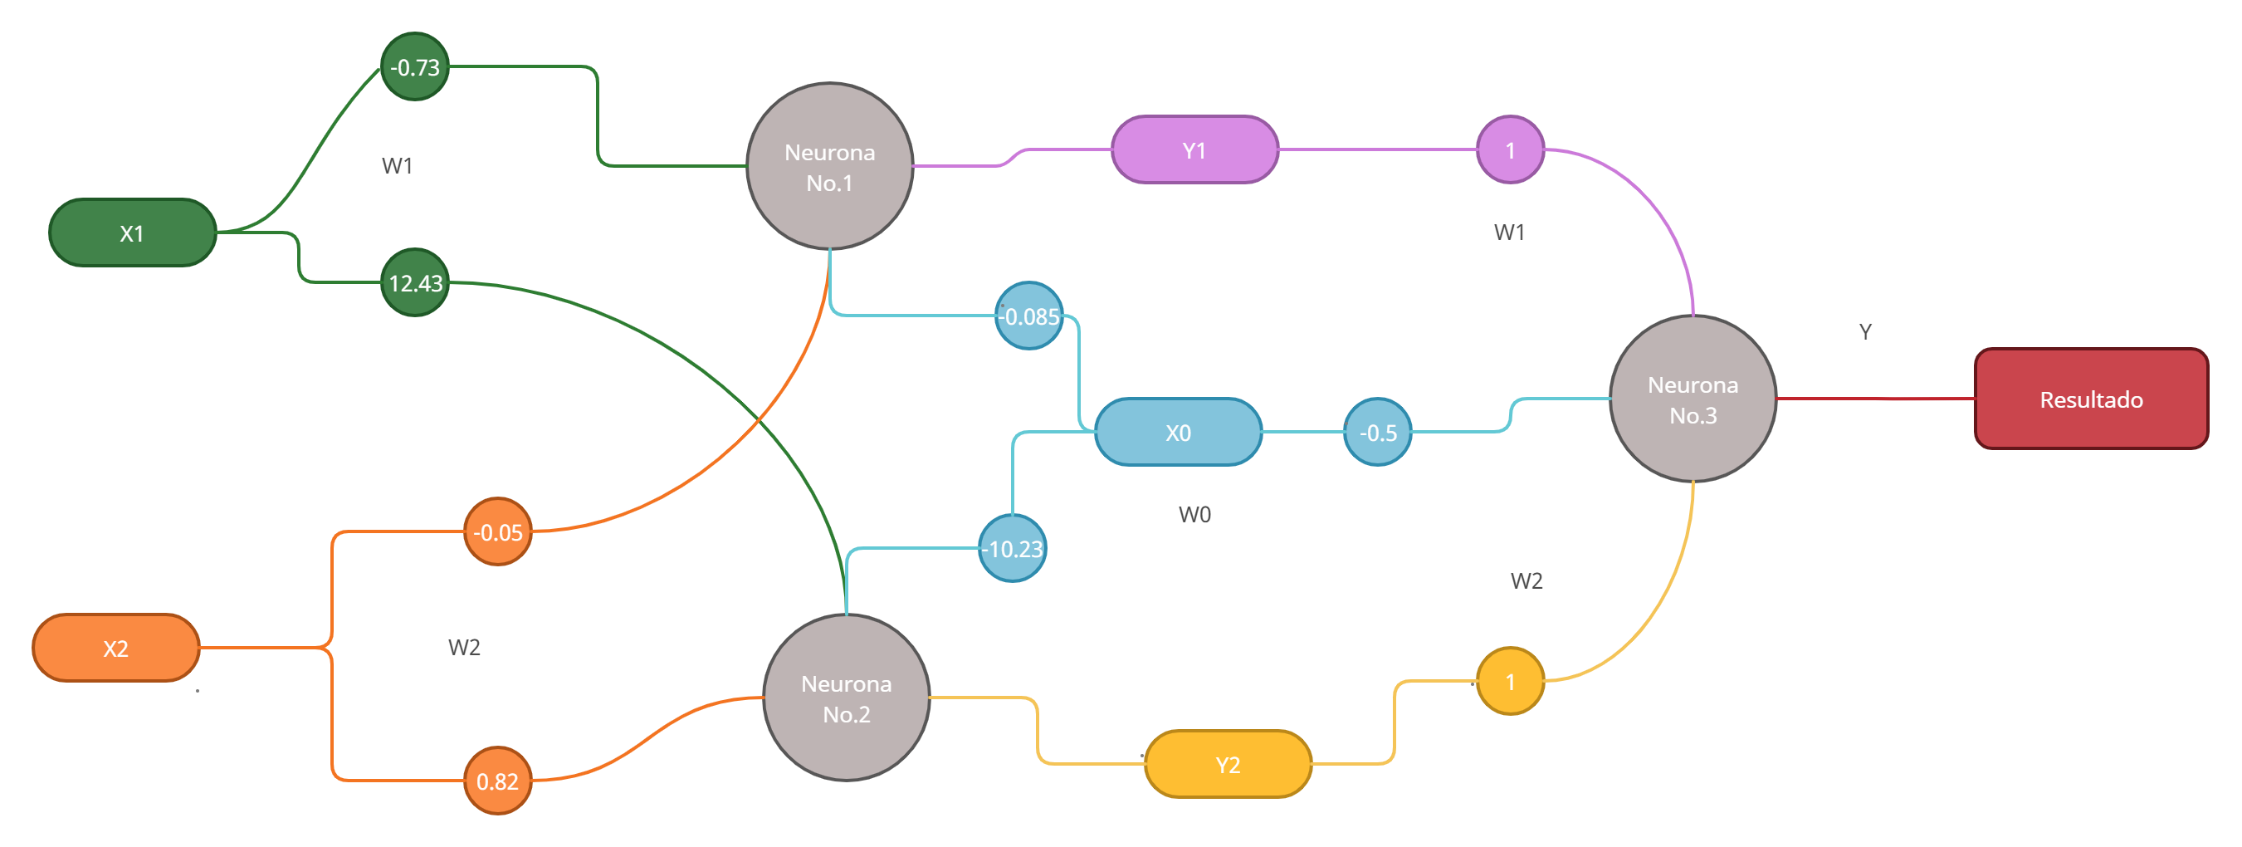 -0.73
W1
X1
12.43
Neurona
No.1
Y1
1
W1
-0.085
X0
-0.5
Neurona
No.3
Y
Resultado
-0.05
W0
-10.23
X2
W2
0.82
Neurona
No.2
Y2
W2
1